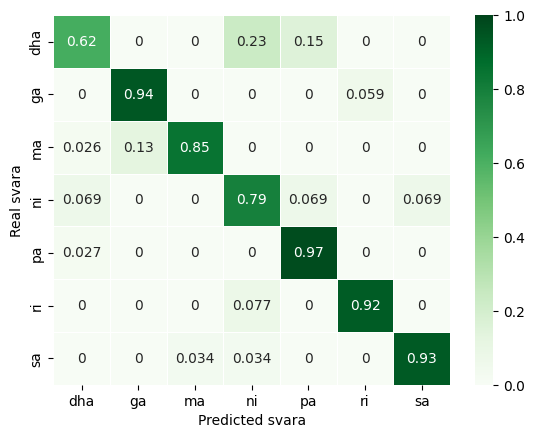 dha 0.62 0 0 0.23 0.15 0 0
ga 0 0.94 0 0 0 0.059 0
ma 0.026 0.13 0.85 0 0 0 0
ni 0.069 0 0 0.79 0.069 0 0.069
pa 0.027 0 0 0 0.97 0 0
ri 0 0 0 0.077 0 0.92 0
sa 0 0 0.034 0.034 0 0 0.93
dha ga ma ni pa ri sa
Predicted svara
Real svara
1.0
0.8
0.6
0.4
0.2
0.0